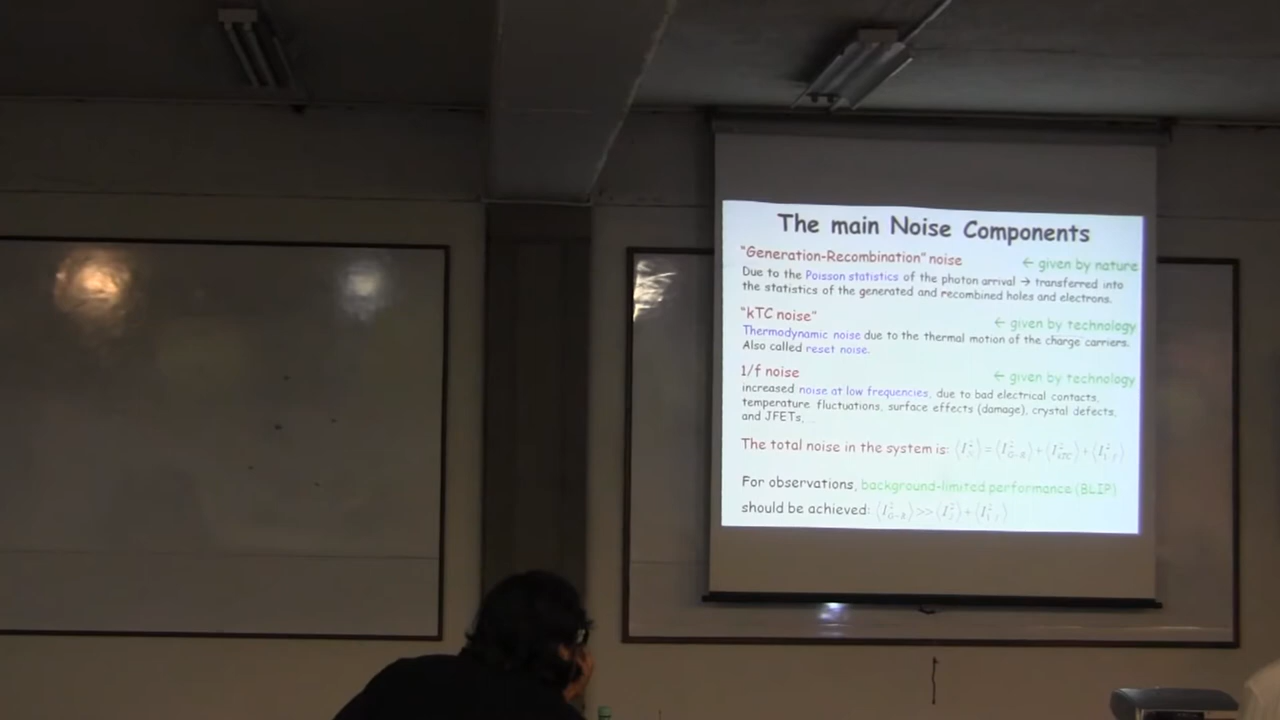 The main Noise Components
"Generation-Recombination" noise ← given by nature
Due to the Poisson statistics of the photon arrival → transferred into
the statistics of the generated and recombined holes and electrons.
"kTC noise" ← given by technology
Thermodynamic noise due to the thermal motion of the charge carriers.
Also called reset noise.
1/f noise ← given by technology
increased noise at low frequencies, due to bad electrical contacts,
temperature fluctuations, surface effects (damage), crystal defects,
and JFETs,...
The total noise in the system is:
For observations, background-limited performance (BLIP)
should be achieved: